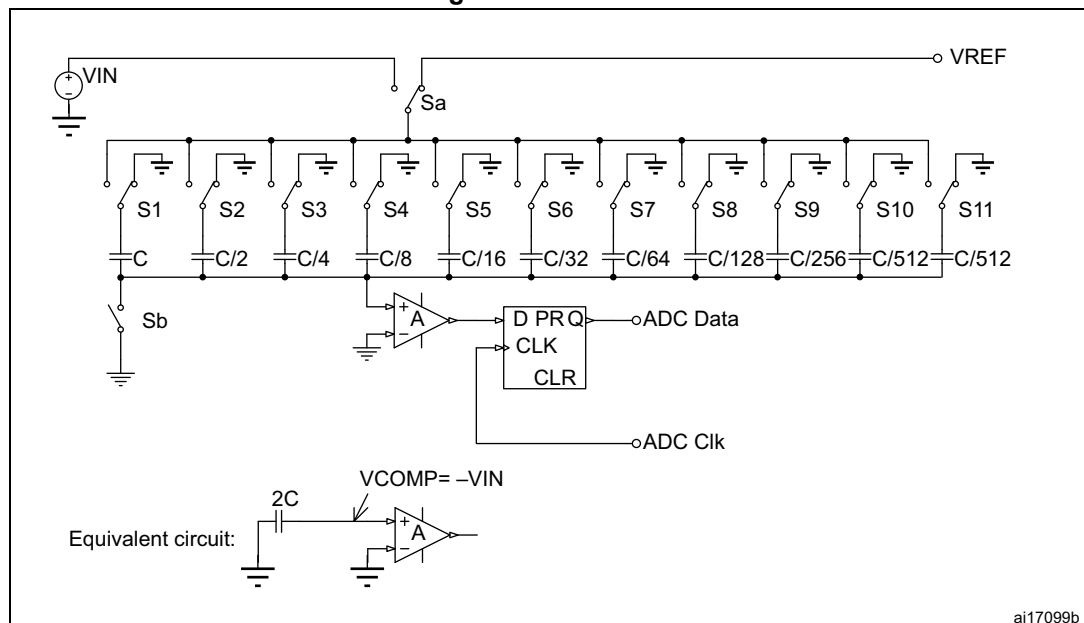 g
VREF
VIN
+
−
Sa
S1 S2 S3 S4 S5 S6 S7 S8 S9 S10 S11
C C/2 C/4 C/8 C/16 C/32 C/64 C/128 C/256 C/512 C/512
Sb
+
A
−
D PR Q
ADC Data
CLK
CLR
ADC Clk
VCOMP= –VIN
2C
+
A
−
Equivalent circuit:
ai17099b